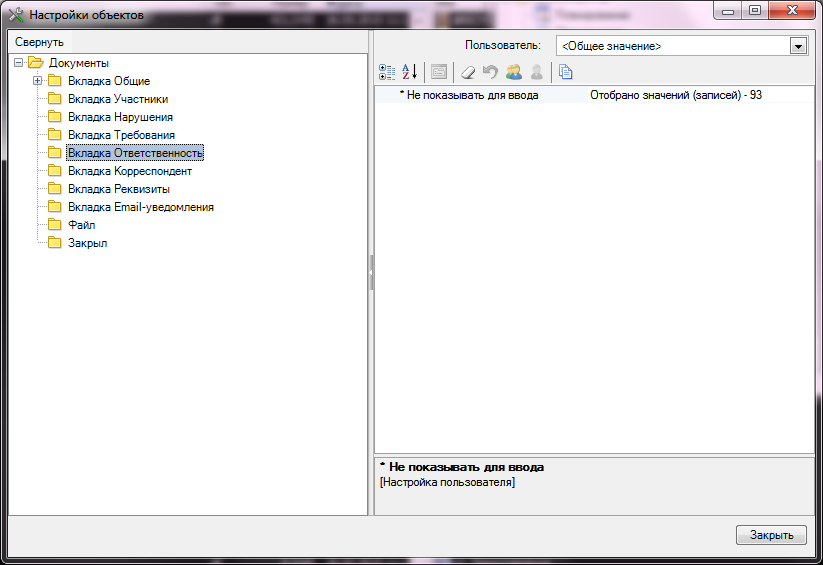 Настройки объектов
Свернуть
Документы
Вкладка Общие
Вкладка Участники
Вкладка Нарушения
Вкладка Требования
Вкладка Ответственность
Вкладка Корреспондент
Вкладка Реквизиты
Вкладка Email-уведомления
Файл
Закрыл
Пользователь: <Общее значение>
* Не показывать для ввода Отобрано значений (записей) - 93
* Не показывать для ввода
[Настройка пользователя]
Закрыть